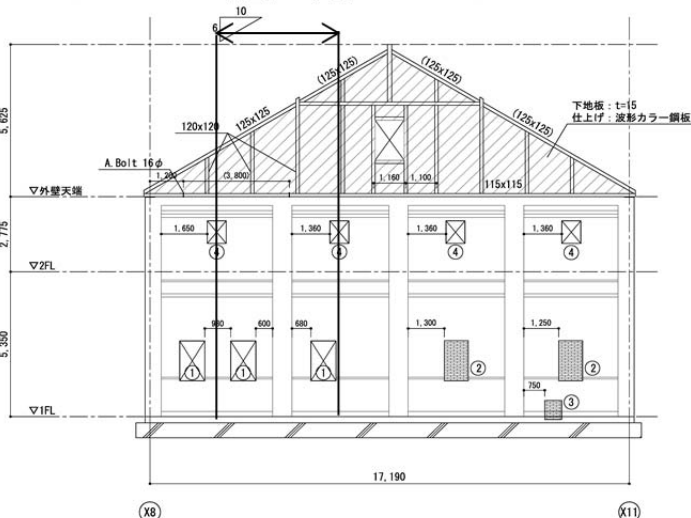 10
6
(125x125)
(125x125)
5,625
120x120
125x125
(125x125)
下地板：t=15
仕上げ：波形カラー鋼板
A.Bolt 16φ
1,200
(3,800)
1,160
1,100
115x115
▽外壁天端
2,775
1,650
1,360
1,360
1,360
④
④
④
④
▽2FL
5,350
980
600
680
1,300
1,250
①
①
①
②
②
750
③
▽1FL
17,190
X8
X11